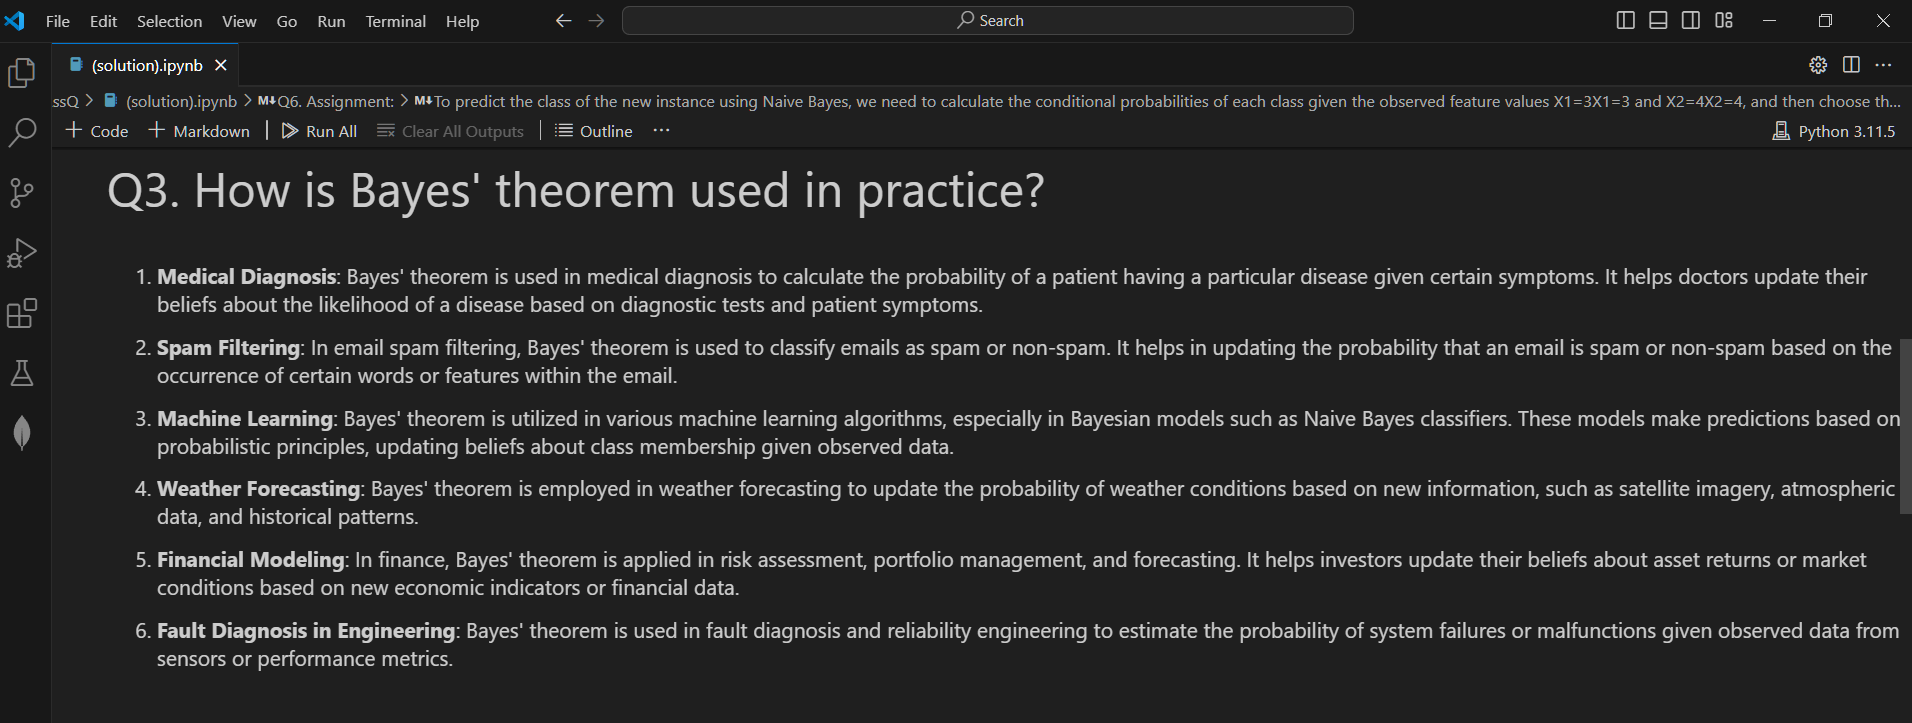 File Edit Selection View Go Run Terminal Help
Search
(solution).ipynb
ssQ > (solution).ipynb > M↓Q6. Assignment: > M↓To predict the class of the new instance using Naive Bayes, we need to calculate the conditional probabilities of each class given the observed feature values X1=3X1=3 and X2=4X2=4, and then choose th...
+ Code + Markdown | Run All Clear All Outputs | Outline ...
Python 3.11.5
Q3. How is Bayes' theorem used in practice?
1. Medical Diagnosis: Bayes' theorem is used in medical diagnosis to calculate the probability of a patient having a particular disease given certain symptoms. It helps doctors update their
beliefs about the likelihood of a disease based on diagnostic tests and patient symptoms.
2. Spam Filtering: In email spam filtering, Bayes' theorem is used to classify emails as spam or non-spam. It helps in updating the probability that an email is spam or non-spam based on the
occurrence of certain words or features within the email.
3. Machine Learning: Bayes' theorem is utilized in various machine learning algorithms, especially in Bayesian models such as Naive Bayes classifiers. These models make predictions based on
probabilistic principles, updating beliefs about class membership given observed data.
4. Weather Forecasting: Bayes' theorem is employed in weather forecasting to update the probability of weather conditions based on new information, such as satellite imagery, atmospheric
data, and historical patterns.
5. Financial Modeling: In finance, Bayes' theorem is applied in risk assessment, portfolio management, and forecasting. It helps investors update their beliefs about asset returns or market
conditions based on new economic indicators or financial data.
6. Fault Diagnosis in Engineering: Bayes' theorem is used in fault diagnosis and reliability engineering to estimate the probability of system failures or malfunctions given observed data from
sensors or performance metrics.